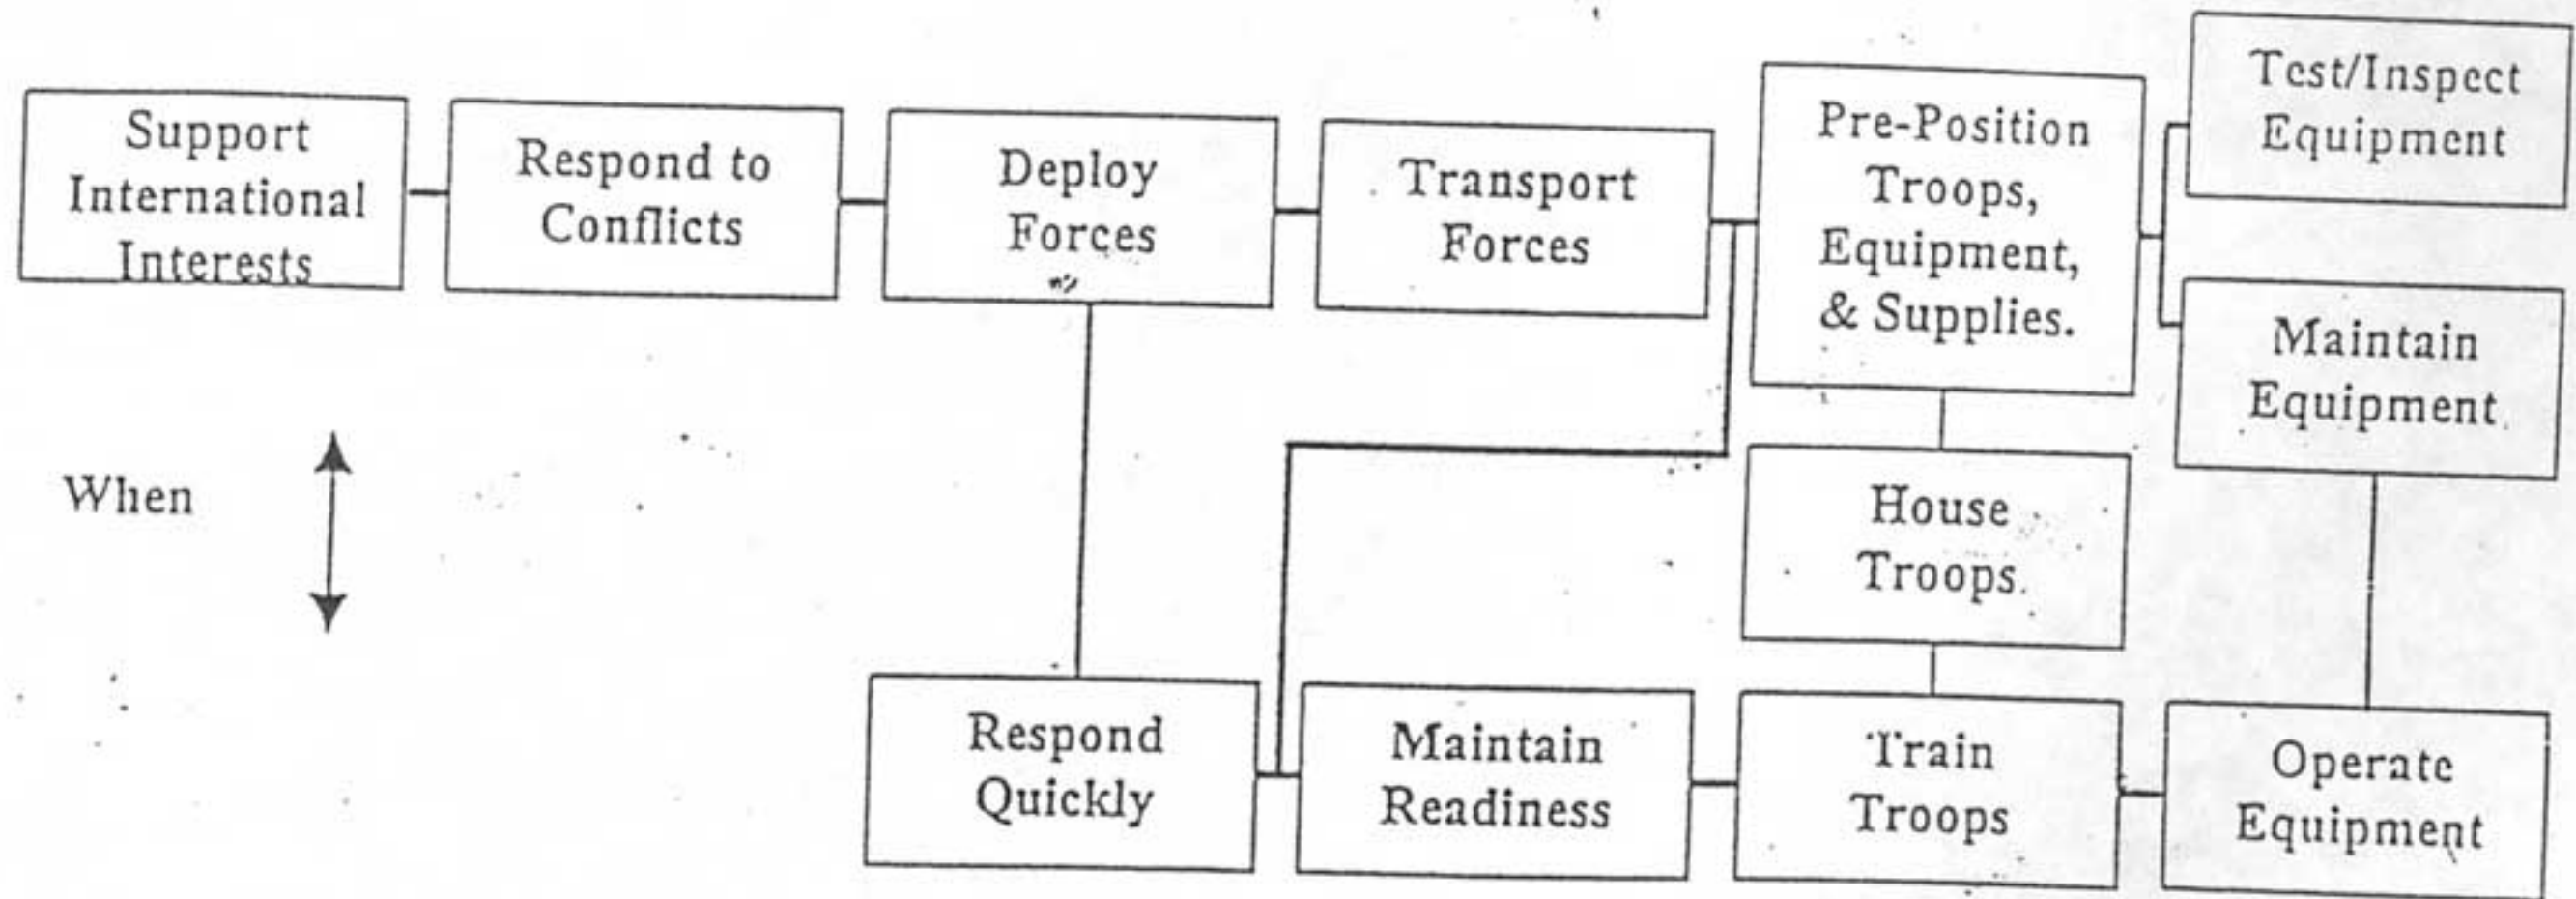 Support
International
Interests
Respond to
Conflicts
Deploy
Forces
Transport
Forces
Pre-Position
Troops,
Equipment,
& Supplies.
Test/Inspect
Equipment
Maintain
Equipment
When
House
Troops.
Respond
Quickly
Maintain
Readiness
Train
Troops
Operate
Equipment